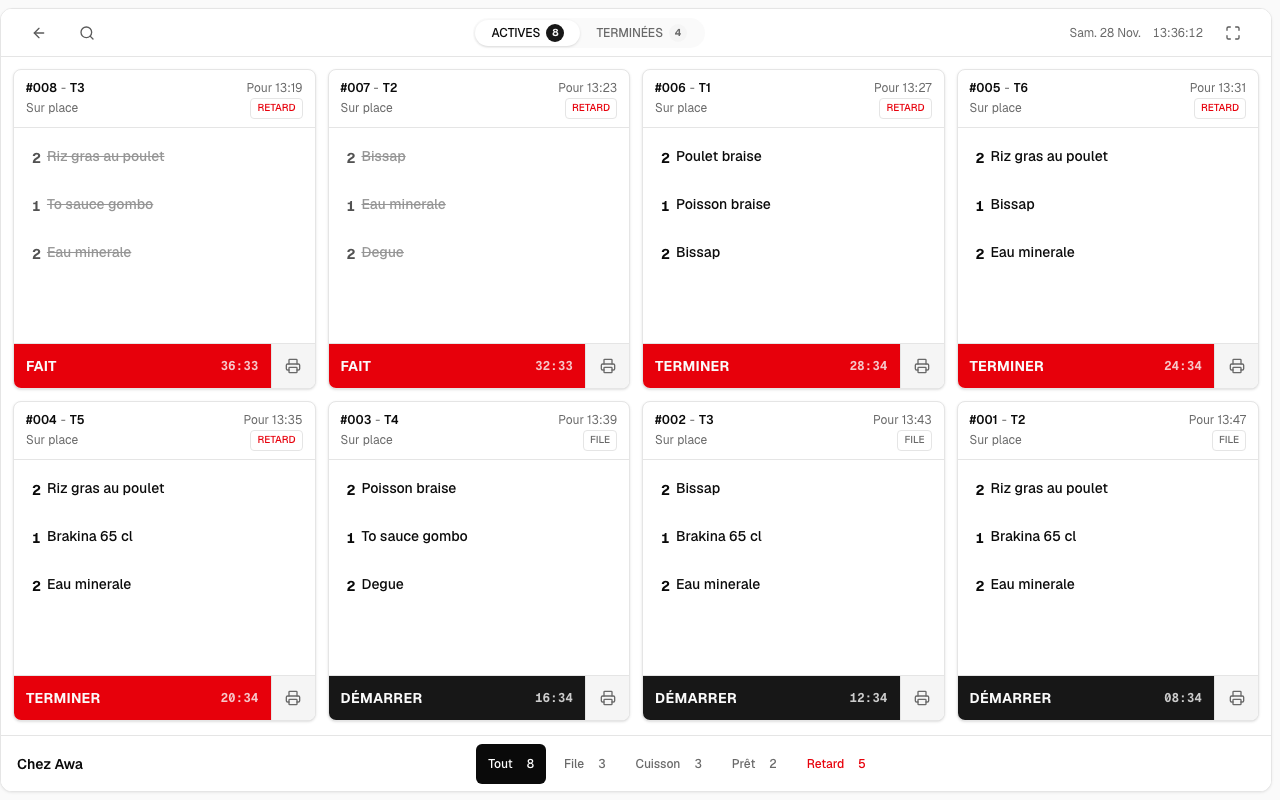 ACTIVES 8 TERMINÉES 4 Sam. 28 Nov. 13:36:12
#008 - T3 Pour 13:19
Sur place RETARD
2 Riz gras au poulet
1 To sauce gombo
2 Eau minerale
FAIT 36:33
#007 - T2 Pour 13:23
Sur place RETARD
2 Bissap
1 Eau minerale
2 Degue
FAIT 32:33
#006 - T1 Pour 13:27
Sur place RETARD
2 Poulet braise
1 Poisson braise
2 Bissap
TERMINER 28:34
#005 - T6 Pour 13:31
Sur place RETARD
2 Riz gras au poulet
1 Bissap
2 Eau minerale
TERMINER 24:34
#004 - T5 Pour 13:35
Sur place RETARD
2 Riz gras au poulet
1 Brakina 65 cl
2 Eau minerale
TERMINER 20:34
#003 - T4 Pour 13:39
Sur place FILE
2 Poisson braise
1 To sauce gombo
2 Degue
DÉMARRER 16:34
#002 - T3 Pour 13:43
Sur place FILE
2 Bissap
1 Brakina 65 cl
2 Eau minerale
DÉMARRER 12:34
#001 - T2 Pour 13:47
Sur place FILE
2 Riz gras au poulet
1 Brakina 65 cl
2 Eau minerale
DÉMARRER 08:34
Chez Awa Tout 8 File 3 Cuisson 3 Prêt 2 Retard 5